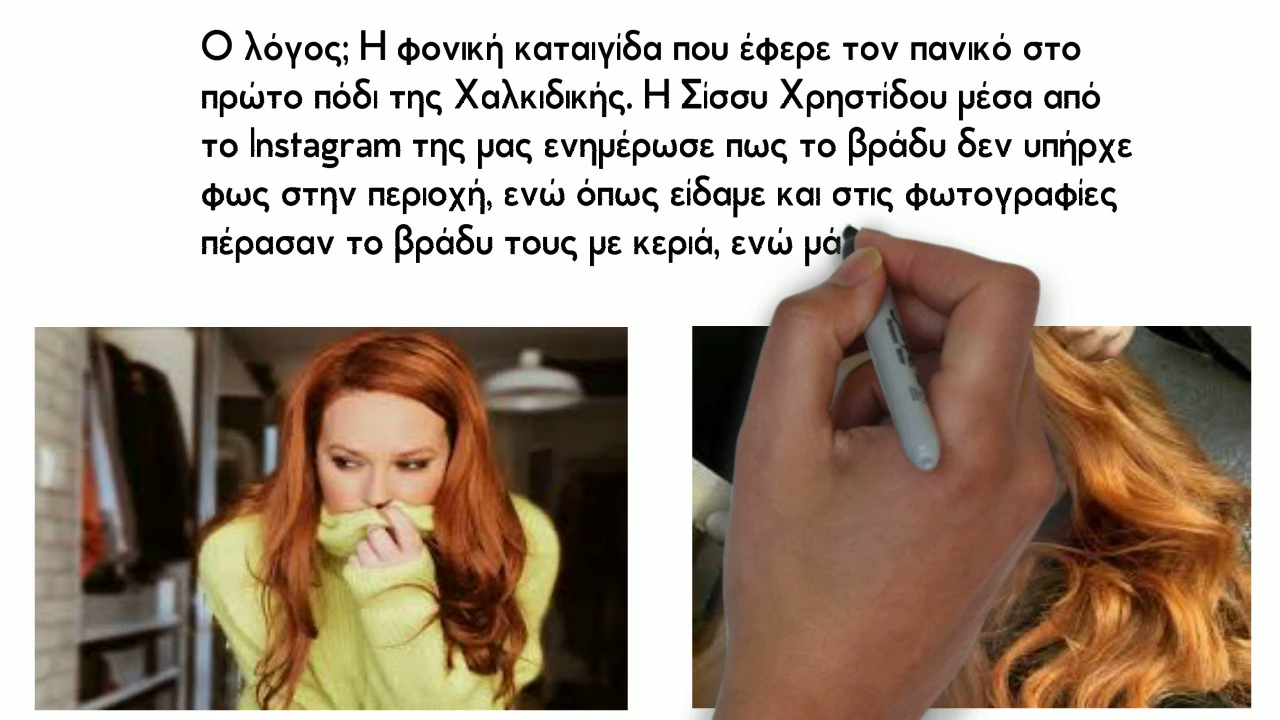 Ο λόγος; Η φονική καταιγίδα που έφερε τον πανικό στο
πρώτο πόδι της Χαλκιδικής. Η Σίσσυ Χρηστίδου μέσα από
το Instagram της μας ενημέρωσε πως το βράδυ δεν υπήρχε
φως στην περιοχή, ενώ όπως είδαμε και στις φωτογραφίες
πέρασαν το βράδυ τους με κεριά, ενώ μά